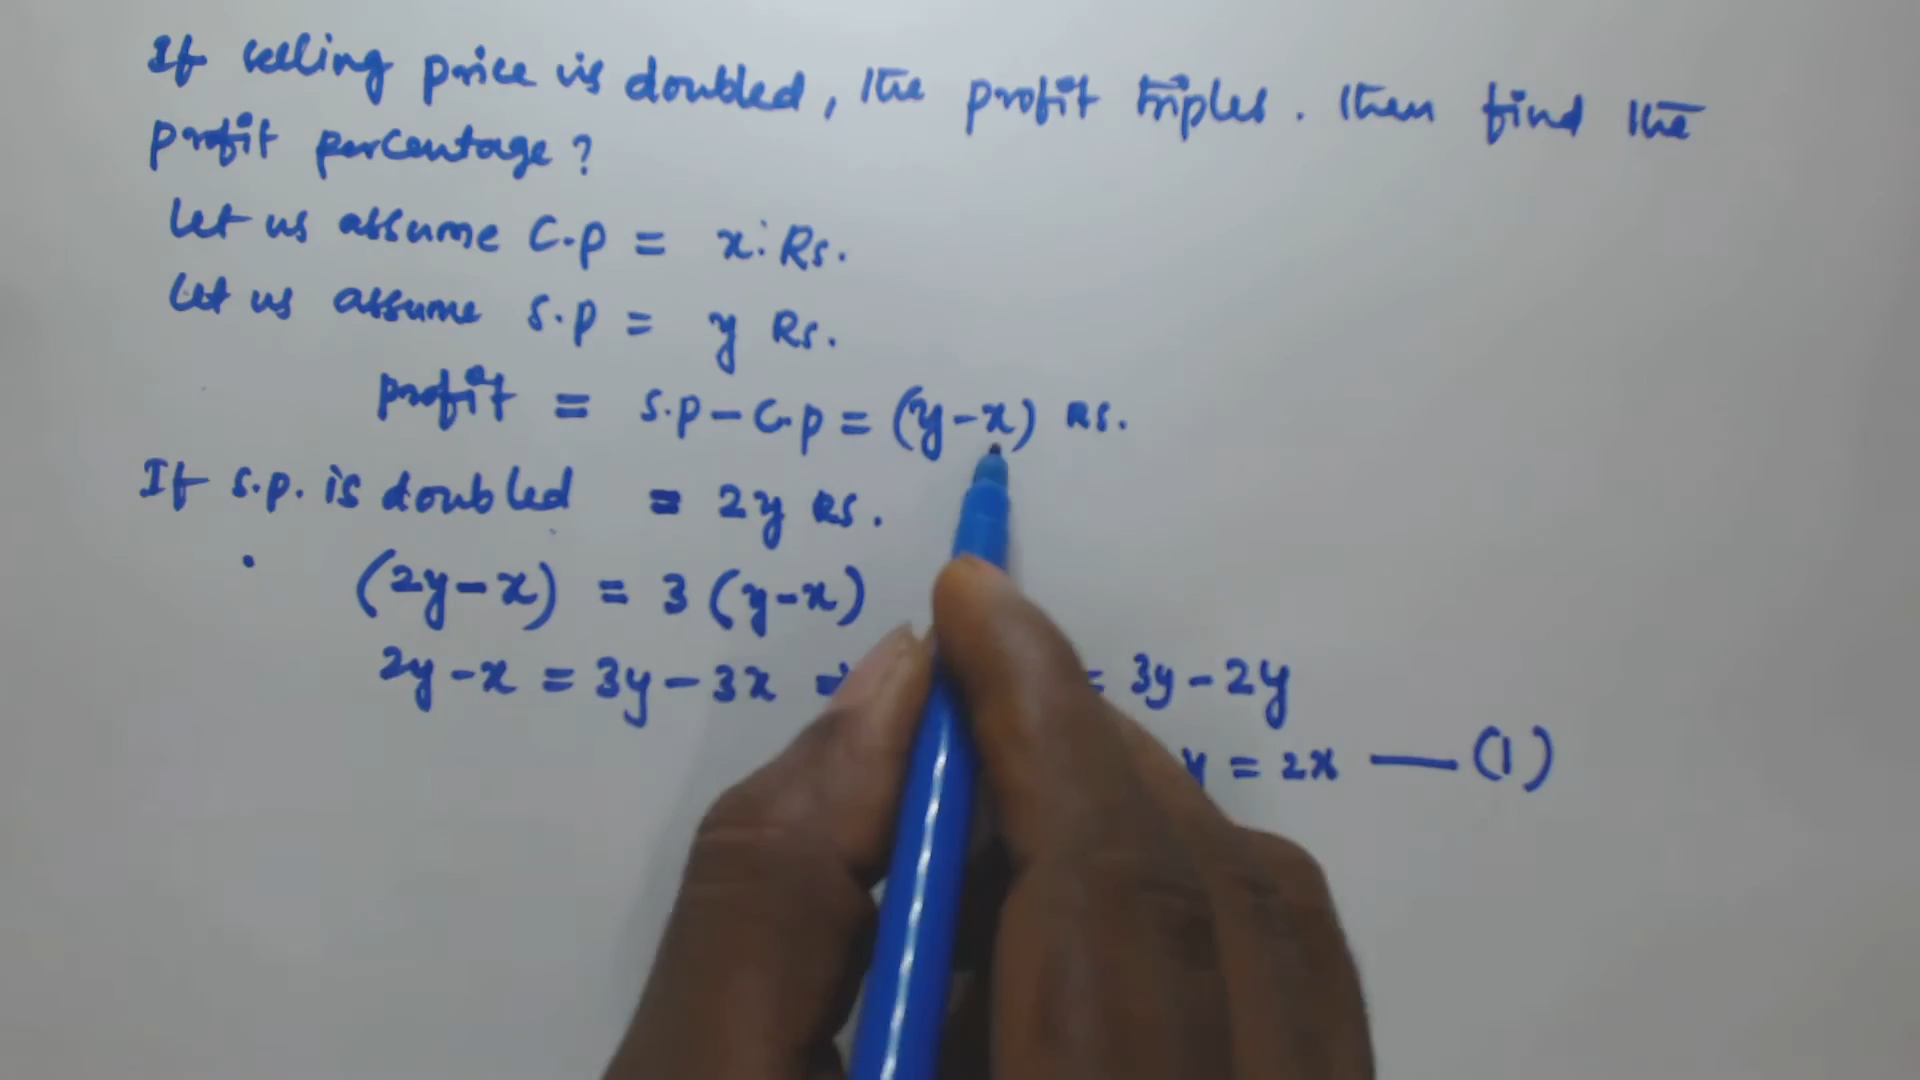 If selling price is doubled, the profit triples. Then find the
profit percentage?
Let us assume C.P = x Rs.
Let us assume S.P = y Rs.
profit = S.P - C.P = (y-x) Rs.
If S.P. is doubled = 2y Rs.
(2y-x) = 3 (y-x)
2y-x = 3y-3x = 3y-2y
y = 2x — (1)